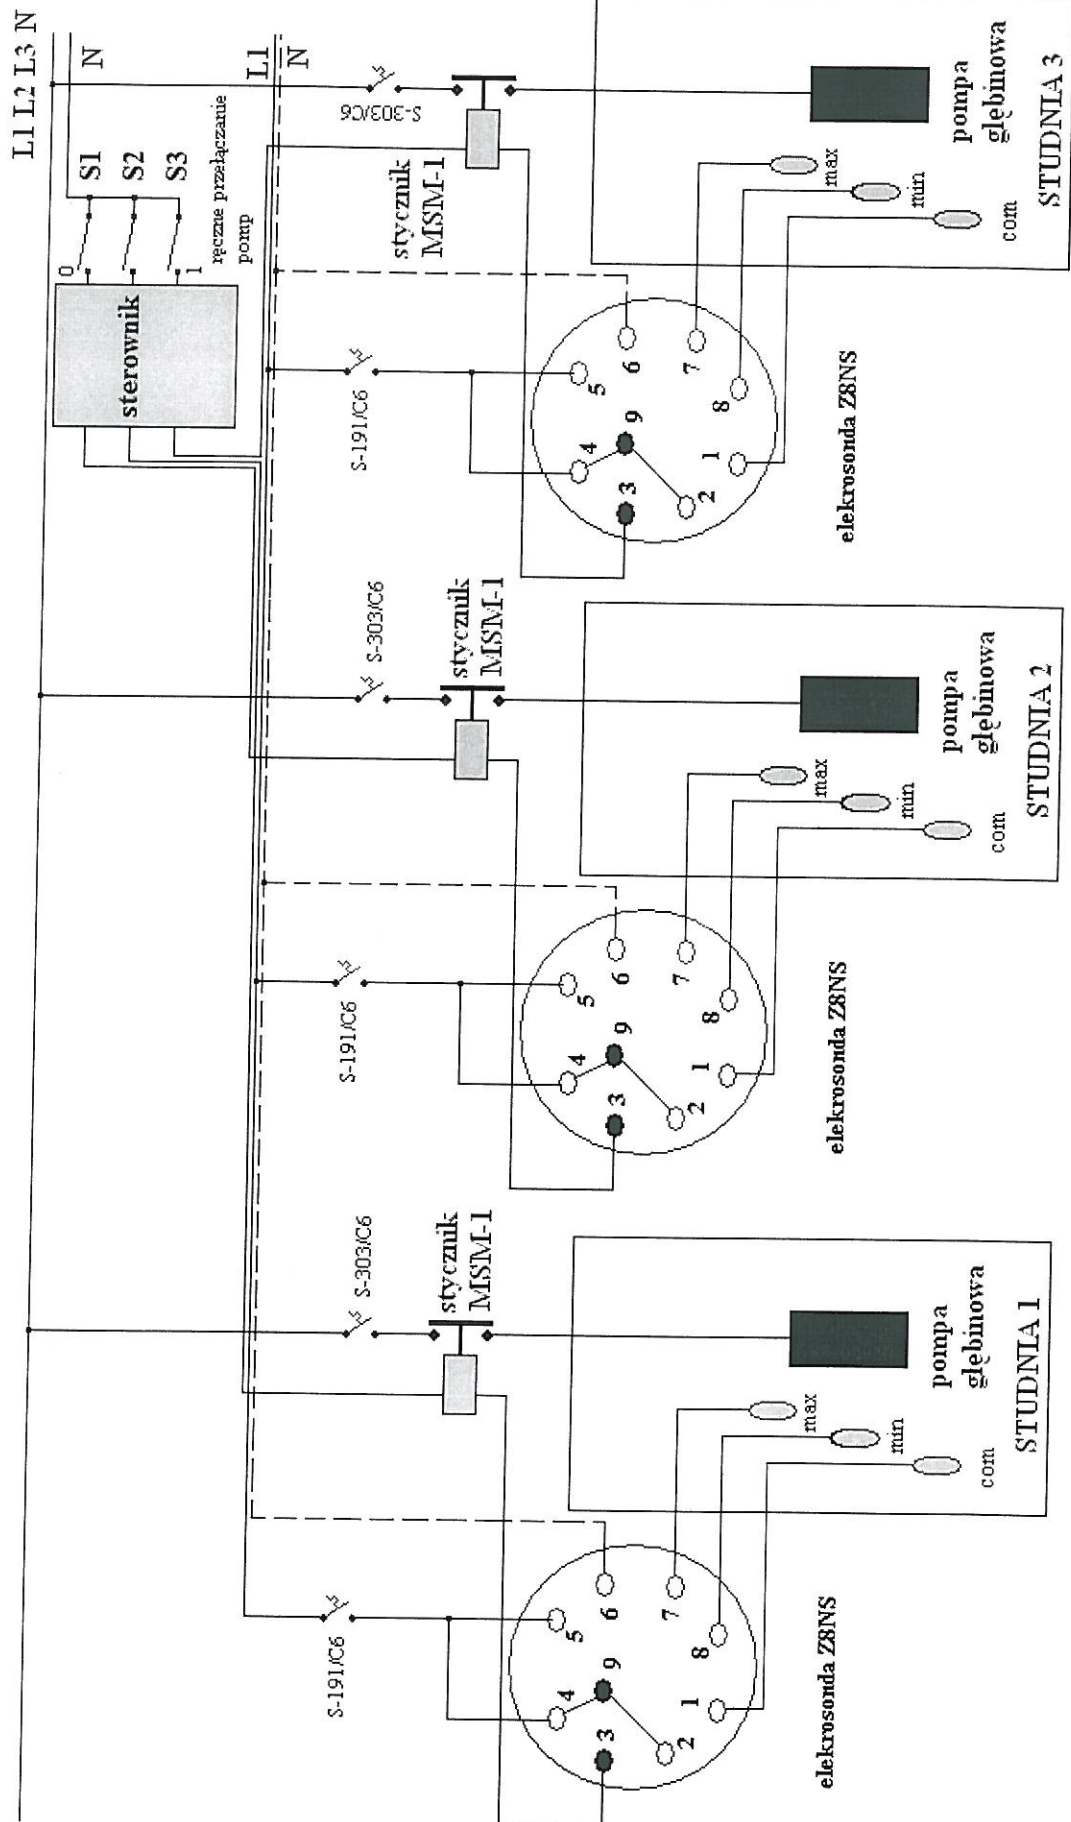 L1 L2 L3 N
N
S1
S2
S3
0
1
ręczne przełączanie
pomp
sterownik
L1
N
S-191/C6
S-303/C6
stycznik
MSM-1
4
5
3
9
6
2
7
1
8
elekrosonda Z8NS
max
min
com
pompa
głębinowa
STUDNIA 1
S-191/C6
S-303/C6
stycznik
MSM-1
4
5
3
9
6
2
7
1
8
elekrosonda Z8NS
max
min
com
pompa
głębinowa
STUDNIA 2
S-191/C6
S-303/C6
stycznik
MSM-1
4
5
3
9
6
2
7
1
8
elekrosonda Z8NS
max
min
com
pompa
głębinowa
STUDNIA 3